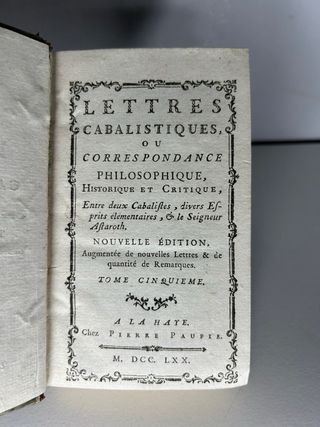 LETTRES
CABALISTIQUES,
OU
CORRESPONDANCE
PHILOSOPHIQUE,
HISTORIQUE ET CRITIQUE,
Entre deux Cabalistes, divers Es-
prits élementaires, & le Seigneur
Astaroth.
NOUVELLE ÉDITION,
Augmentée de nouvelles Lettres & de
quantité de Remarques.
TOME CINQUIEME.
A LA HAYE,
Chez PIERRE PAUPIE.
M. DCC. LXX.